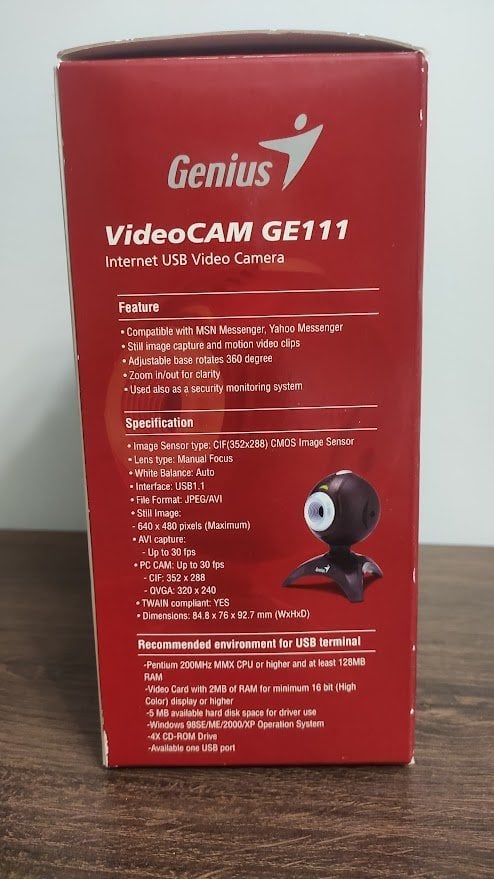 Genius
VideoCAM GE111
Internet USB Video Camera
Feature
• Compatible with MSN Messenger, Yahoo Messenger
• Still image capture and motion video clips
• Adjustable base rotates 360 degree
• Zoom in/out for clarity
• Used also as a security monitoring system
Specification
• Image Sensor type: CIF(352x288) CMOS Image Sensor
• Lens type: Manual Focus
• White Balance: Auto
• Interface: USB1.1
• File Format: JPEG/AVI
• Still Image:
- 640 x 480 pixels (Maximum)
• AVI capture:
- Up to 30 fps
• PC CAM: Up to 30 fps
- CIF: 352 x 288
- QVGA: 320 x 240
• TWAIN compliant: YES
• Dimensions: 84.8 x 76 x 92.7 mm (WxHxD)
Genius
Recommended environment for USB terminal
-Pentium 200MHz MMX CPU or higher and at least 128MB
RAM
-Video Card with 2MB of RAM for minimum 16 bit (High
Color) display or higher
-5 MB available hard disk space for driver use
-Windows 98SE/ME/2000/XP Operation System
-4X CD-ROM Drive
-Available one USB port